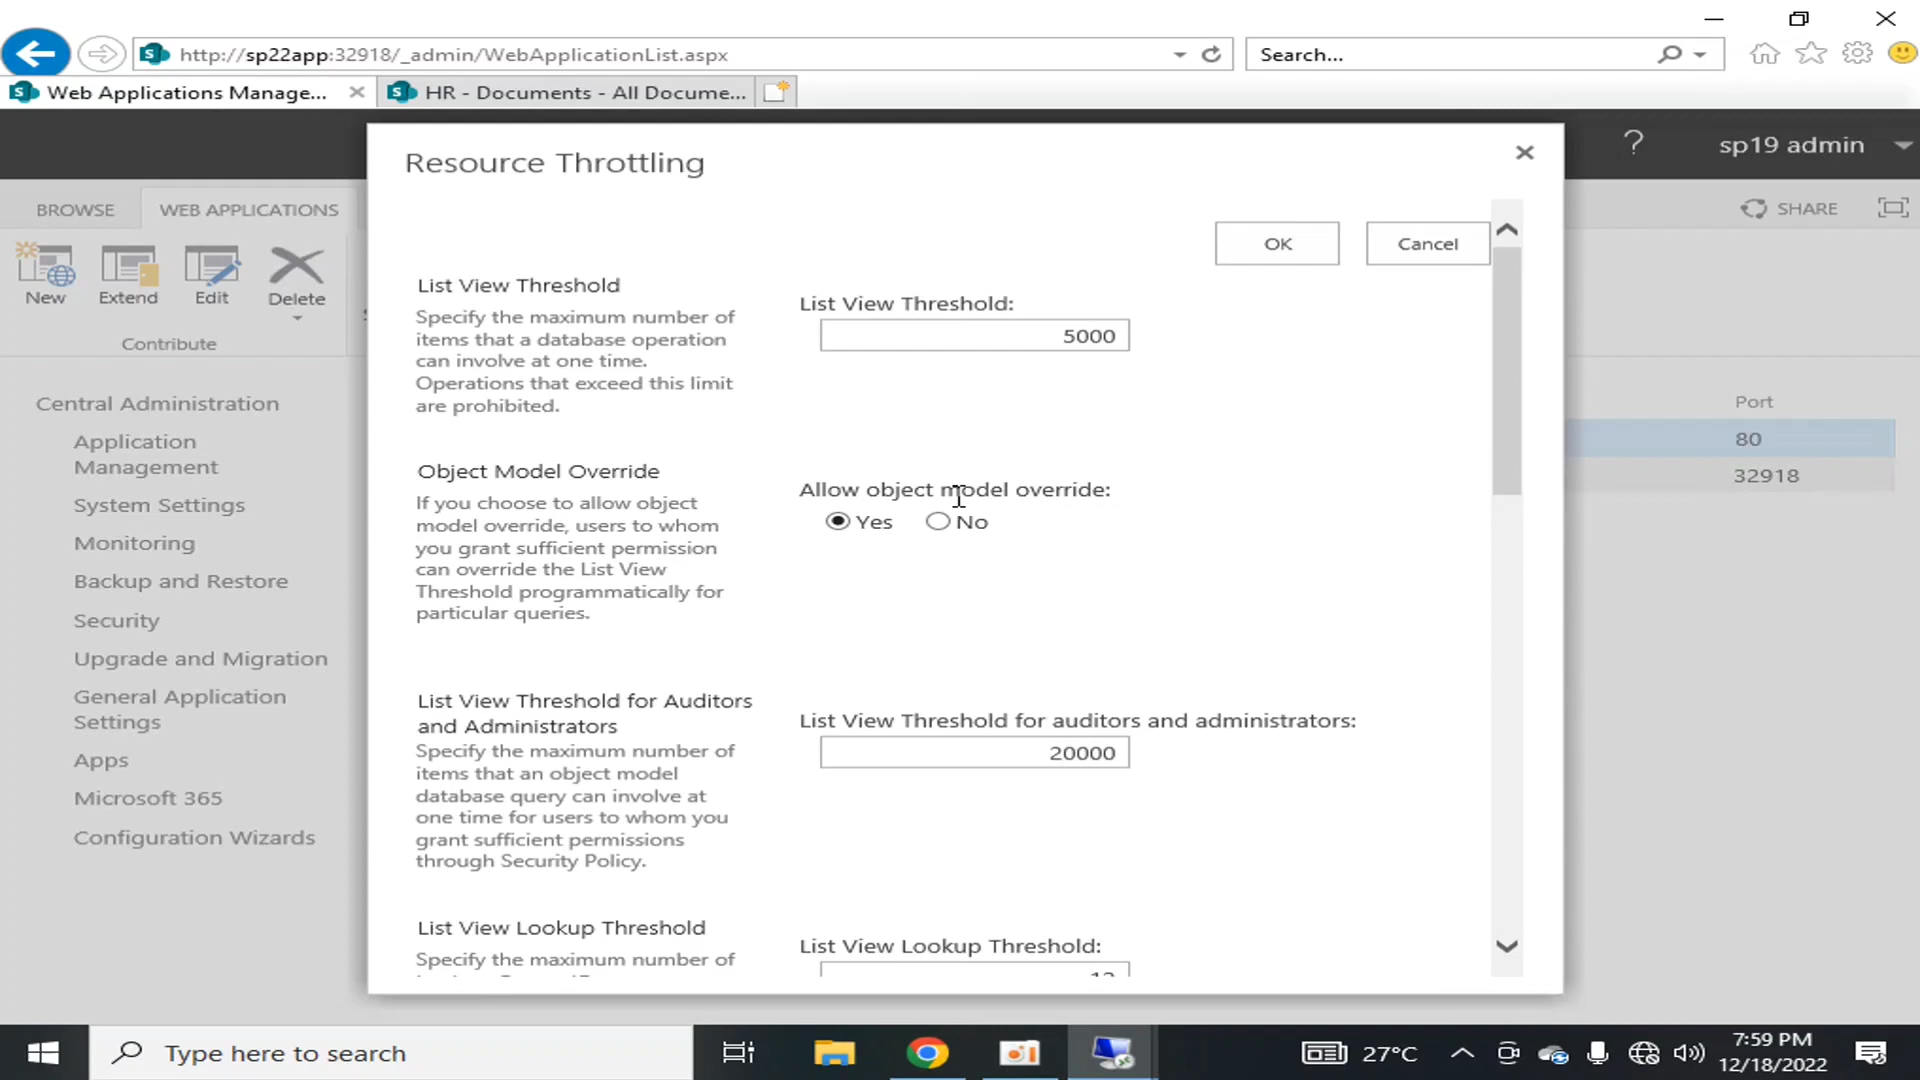 http://sp22app:32918/_admin/WebApplicationList.aspx
Search...
Web Applications Manage...
HR - Documents - All Docume...
sp19 admin
BROWSE
WEB APPLICATIONS
SHARE
New
Extend
Edit
Delete
Contribute
Central Administration
Application
Management
System Settings
Monitoring
Backup and Restore
Security
Upgrade and Migration
General Application
Settings
Apps
Microsoft 365
Configuration Wizards
Resource Throttling
OK
Cancel
List View Threshold
Specify the maximum number of
items that a database operation
can involve at one time.
Operations that exceed this limit
are prohibited.
List View Threshold:
5000
Object Model Override
If you choose to allow object
model override, users to whom
you grant sufficient permission
can override the List View
Threshold programmatically for
particular queries.
Allow object model override:
Yes
No
List View Threshold for Auditors
and Administrators
Specify the maximum number of
items that an object model
database query can involve at
one time for users to whom you
grant sufficient permissions
through Security Policy.
List View Threshold for auditors and administrators:
20000
List View Lookup Threshold
Specify the maximum number of
List View Lookup Threshold:
Port
80
32918
Type here to search
27°C
7:59 PM
12/18/2022